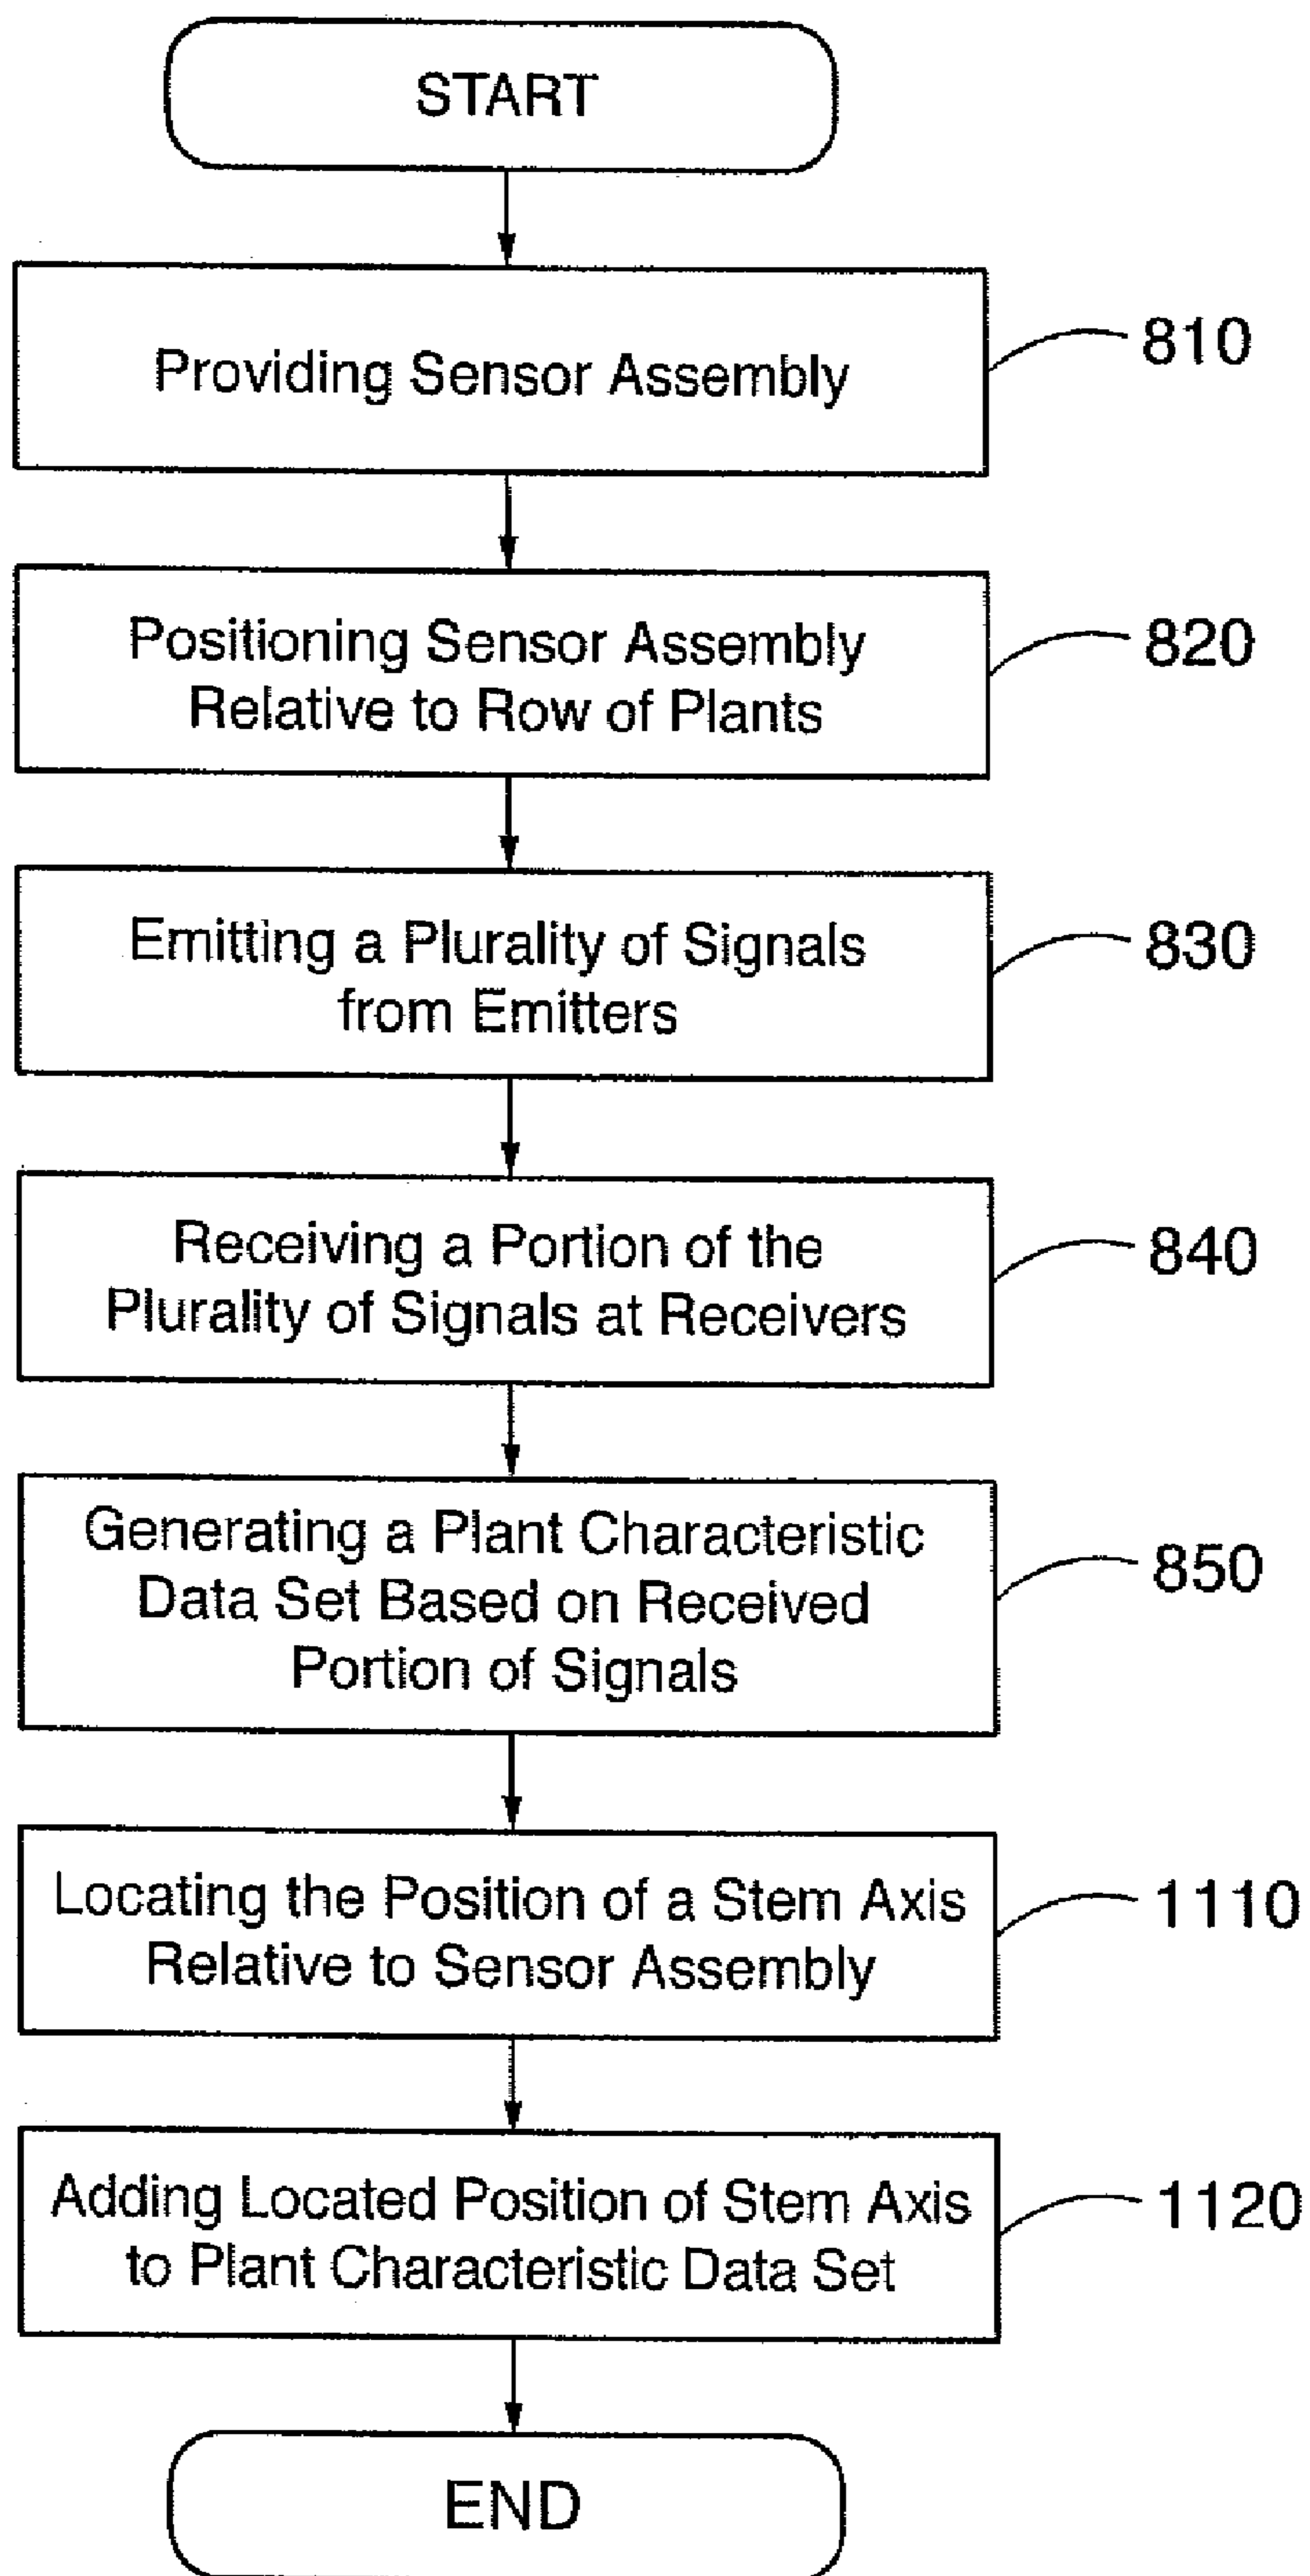 START
Providing Sensor Assembly
810
Positioning Sensor Assembly
Relative to Row of Plants
820
Emitting a Plurality of Signals
from Emitters
830
Receiving a Portion of the
Plurality of Signals at Receivers
840
Generating a Plant Characteristic
Data Set Based on Received
Portion of Signals
850
Locating the Position of a Stem Axis
Relative to Sensor Assembly
1110
Adding Located Position of Stem Axis
to Plant Characteristic Data Set
1120
END